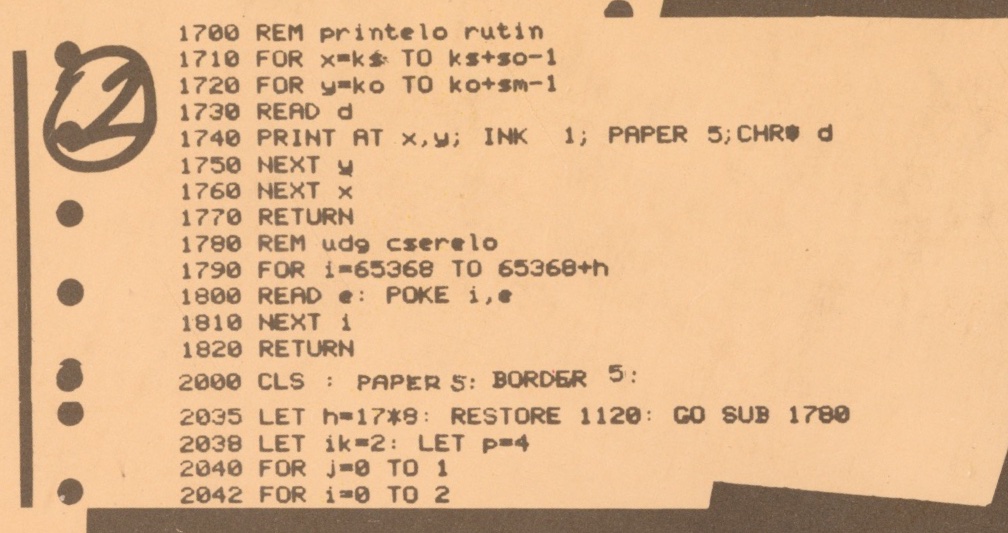 1700 REM printelo rutin
1710 FOR x=ks TO ks+so-1
1720 FOR y=ko TO ko+sm-1
1730 READ d
1740 PRINT AT x,y; INK  1; PAPER 5;CHR$ d
1750 NEXT y
1760 NEXT x
1770 RETURN
1780 REM udg cserelo
1790 FOR i=65368 TO 65368+h
1800 READ e: POKE i,e
1810 NEXT i
1820 RETURN
2000 CLS : PAPER 5: BORDER 5:
2035 LET h=17*8: RESTORE 1120: GO SUB 1780
2038 LET ik=2: LET p=4
2040 FOR j=0 TO 1
2042 FOR i=0 TO 2